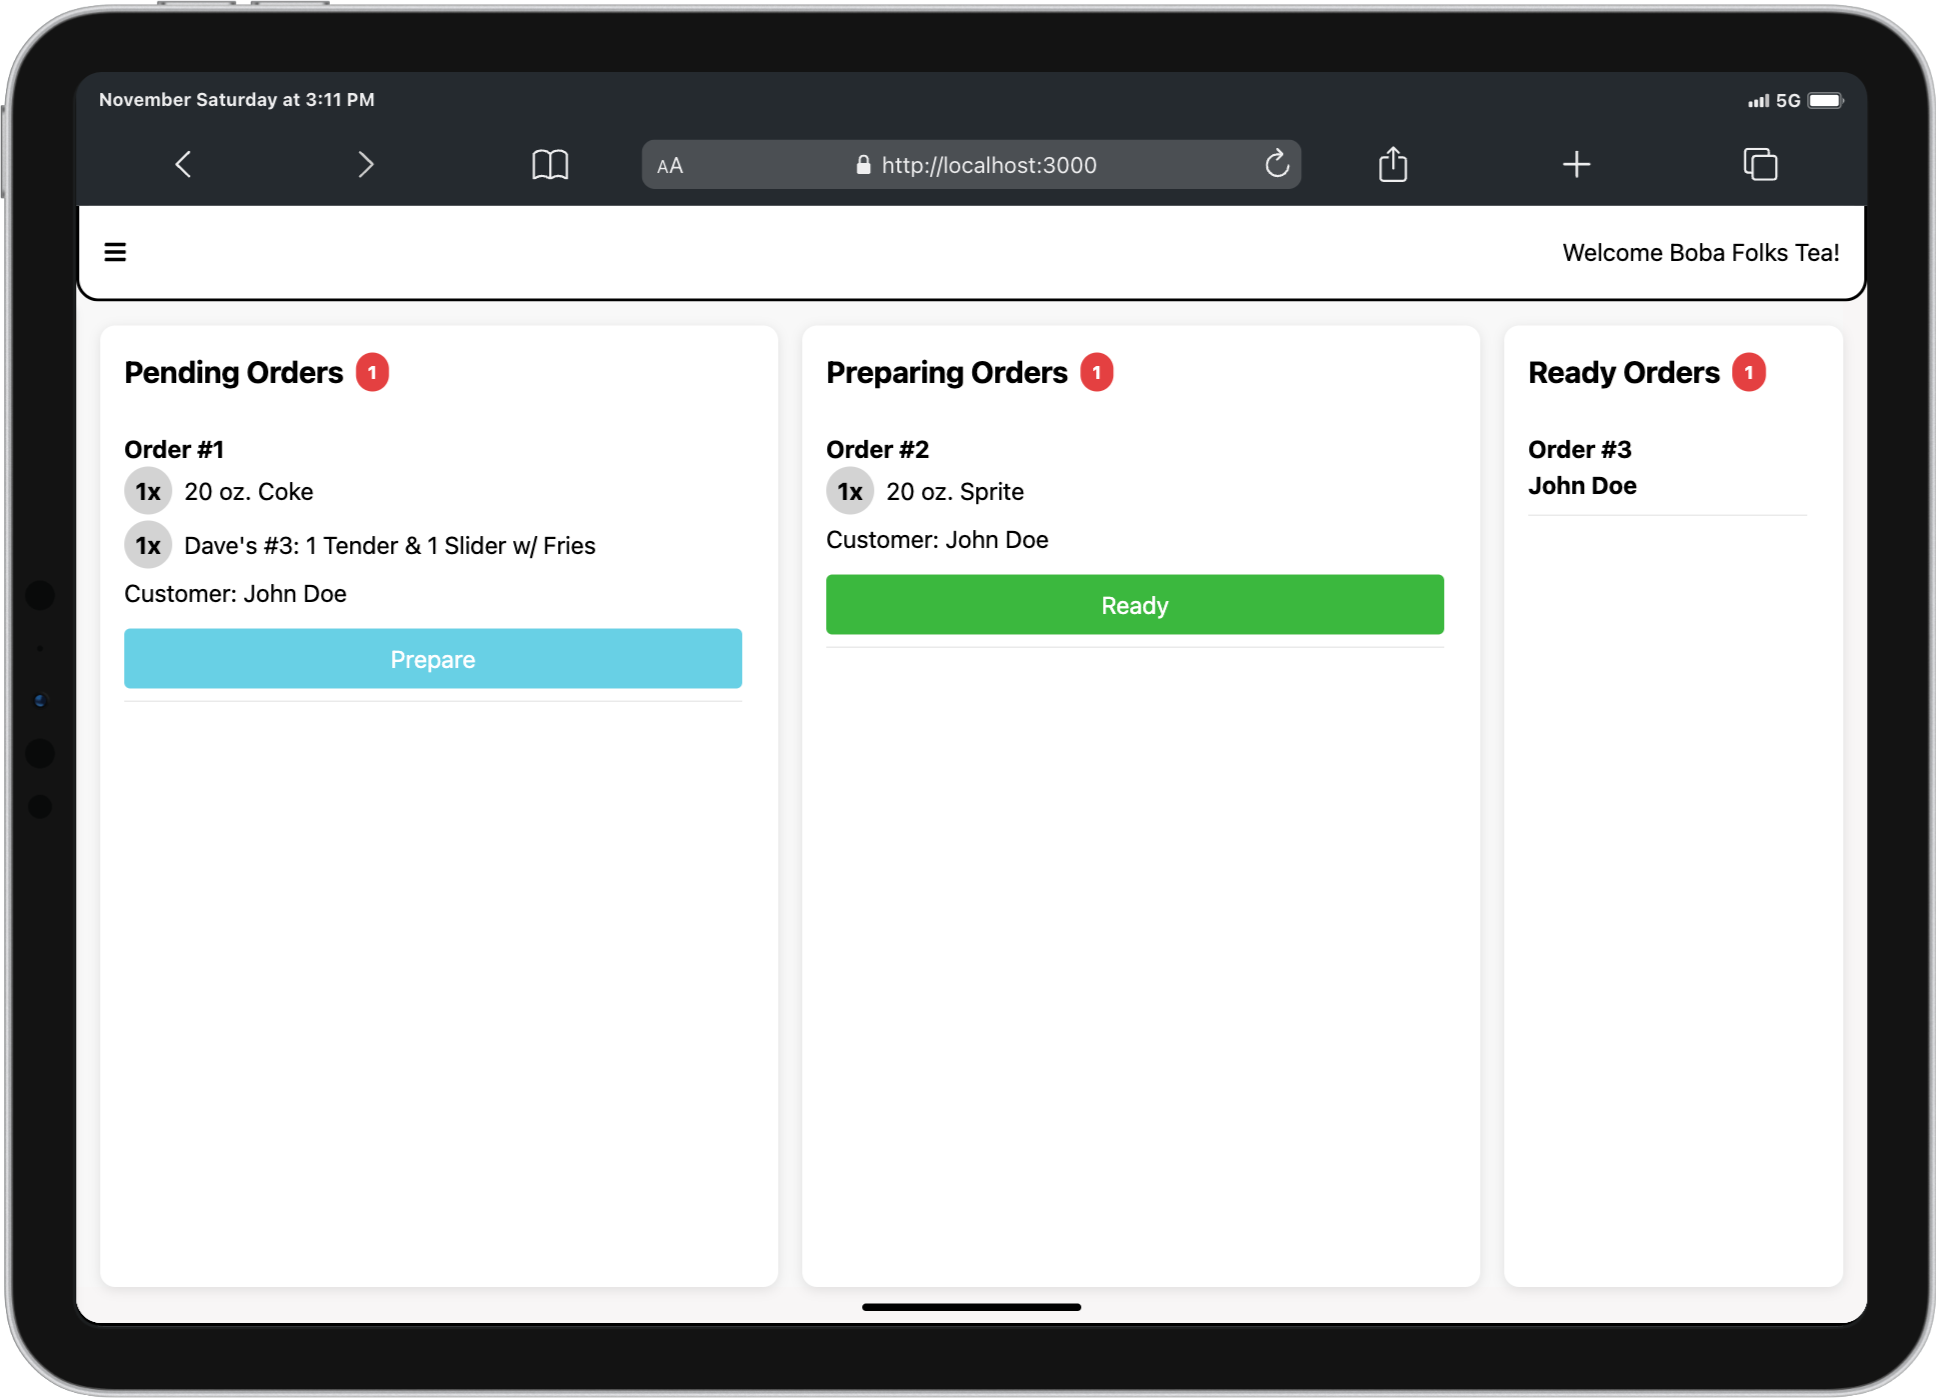 November Saturday at 3:11 PM
5G
AA
http://localhost:3000
Welcome Boba Folks Tea!
Pending Orders 1
Order #1
1x 20 oz. Coke
1x Dave's #3: 1 Tender & 1 Slider w/ Fries
Customer: John Doe
Prepare
Preparing Orders 1
Order #2
1x 20 oz. Sprite
Customer: John Doe
Ready
Ready Orders 1
Order #3
John Doe